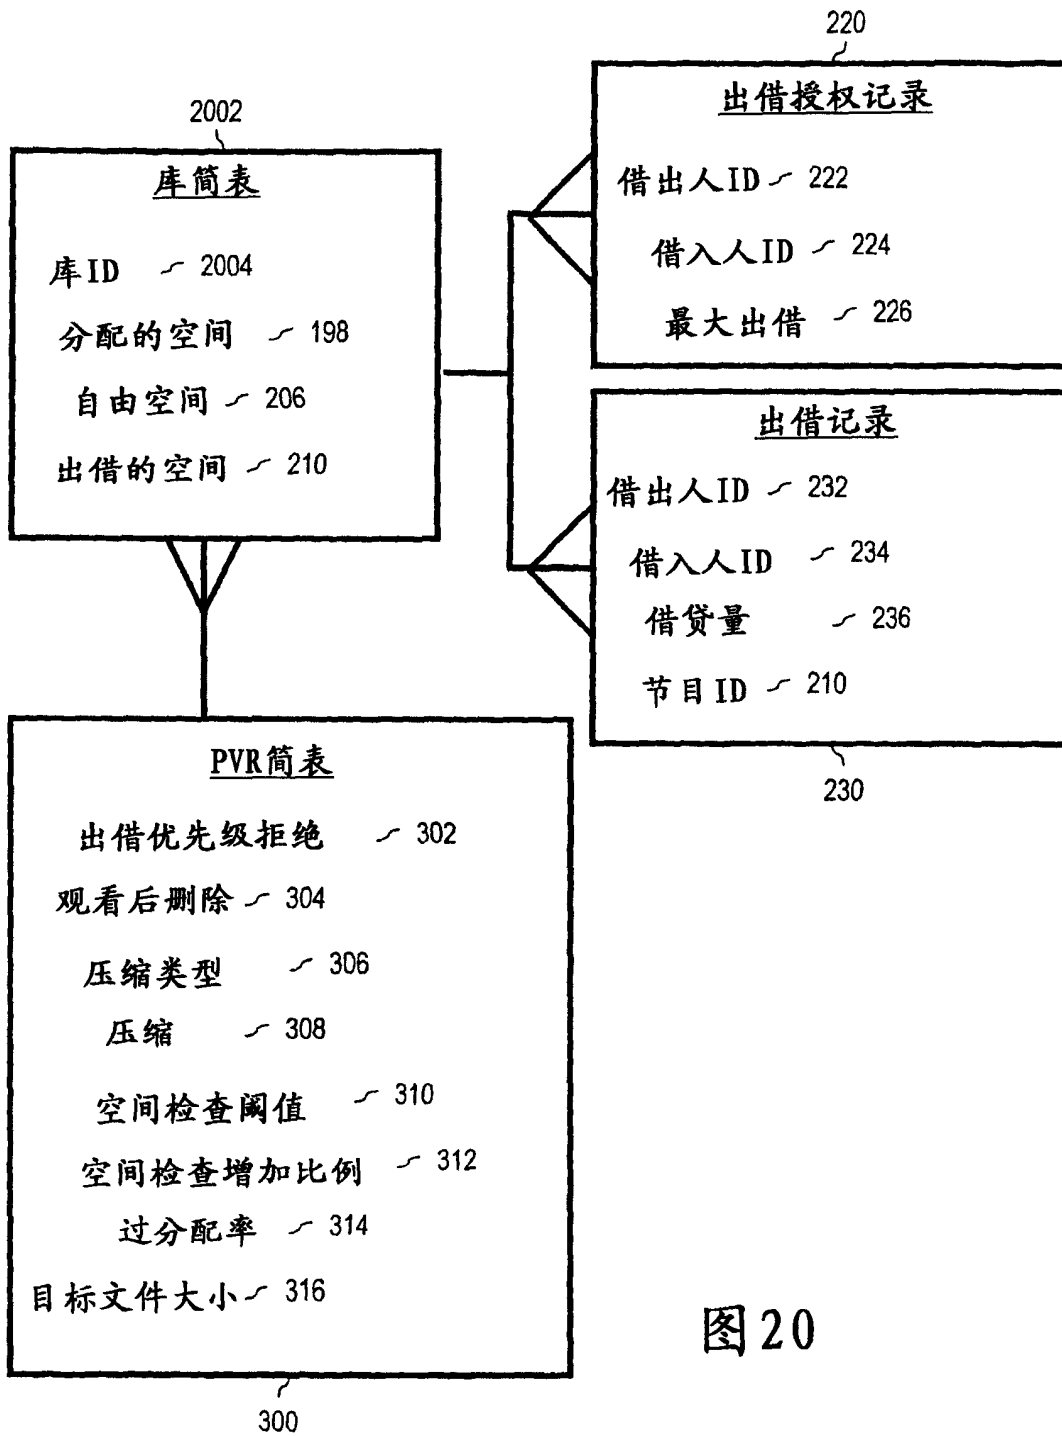 2002
库简表
库ID 2004
分配的空间 198
自由空间 206
出借的空间 210
220
出借授权记录
借出人ID 222
借入人ID 224
最大出借 226
出借记录
借出人ID 232
借入人ID 234
借贷量 236
节目ID 210
230
PVR简表
出借优先级拒绝 302
观看后删除 304
压缩类型 306
压缩 308
空间检查阈值 310
空间检查增加比例 312
过分配率 314
目标文件大小 316
300
图20